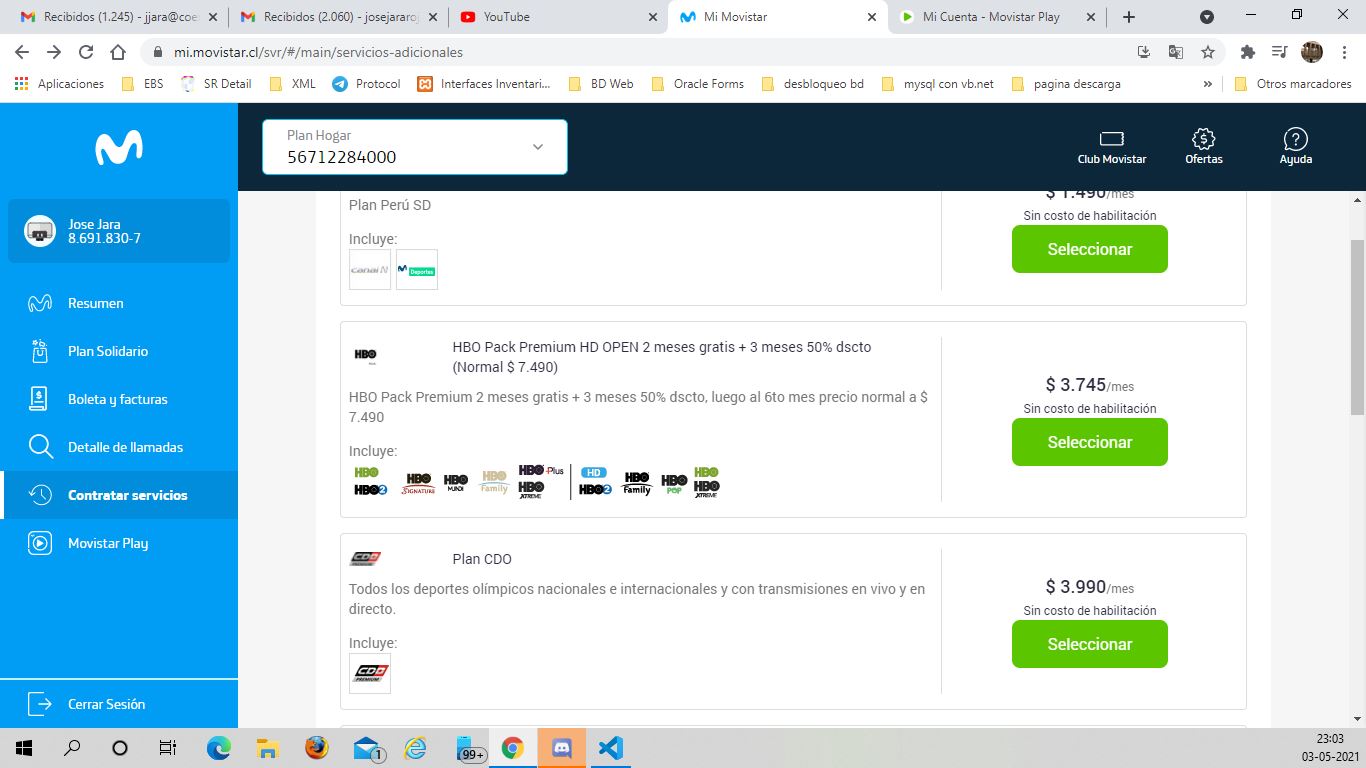 Recibidos (1.245) - jjara@coe
Recibidos (2.060) - josejararoj
YouTube
Mi Movistar
Mi Cuenta - Movistar Play
mi.movistar.cl/svr/#/main/servicios-adicionales
Aplicaciones
EBS
SR Detail
XML
Protocol
Interfaces Inventari...
BD Web
Oracle Forms
desbloqueo bd
mysql con vb.net
pagina descarga
»
Otros marcadores
Plan Hogar
56712284000
Club Movistar
Ofertas
Ayuda
Jose Jara
8.691.830-7
Resumen
Plan Solidario
Boleta y facturas
Detalle de llamadas
Contratar servicios
Movistar Play
Cerrar Sesión
Plan Perú SD
Incluye:
canal N
Deportes
$ 1.490/mes
Sin costo de habilitación
Seleccionar
HBO
HBO Pack Premium HD OPEN 2 meses gratis + 3 meses 50% dscto
(Normal $ 7.490)
HBO Pack Premium 2 meses gratis + 3 meses 50% dscto, luego al 6to mes precio normal a $
7.490
Incluye:
HBO
HBO2
HBO SIGNATURE
HBO MUNDI
HBO Family
HBO Plus
HBO XTREME
HD
HBO2
HBO Family
HBO POP
HBO
HBO XTREME
$ 3.745/mes
Sin costo de habilitación
Seleccionar
CDO PREMIUM
Plan CDO
Todos los deportes olímpicos nacionales e internacionales y con transmisiones en vivo y en
directo.
Incluye:
CDO PREMIUM
$ 3.990/mes
Sin costo de habilitación
Seleccionar
1
99+
23:03
03-05-2021